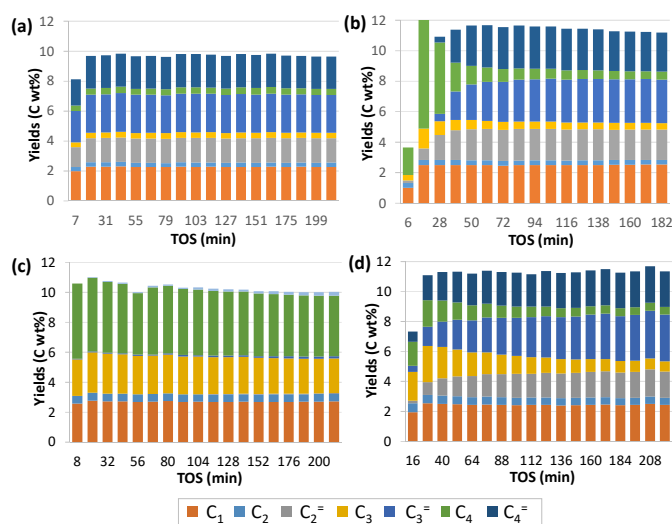 (a)
12
10
8
6
4
2
0
Yields (C wt%)
7 31 55 79 103 127 151 175 199
TOS (min)
(b)
12
10
8
6
4
2
0
Yields (C wt%)
6 28 50 72 94 116 138 160 182
TOS (min)
(c)
12
10
8
6
4
2
0
Yields (C wt%)
8 32 56 80 104 128 152 176 200
TOS (min)
(d)
12
10
8
6
4
2
0
Yields (C wt%)
16 40 64 88 112 136 160 184 208
TOS (min)
C₁ C₂ C₂⁼ C₃ C₃⁼ C₄ C₄⁼